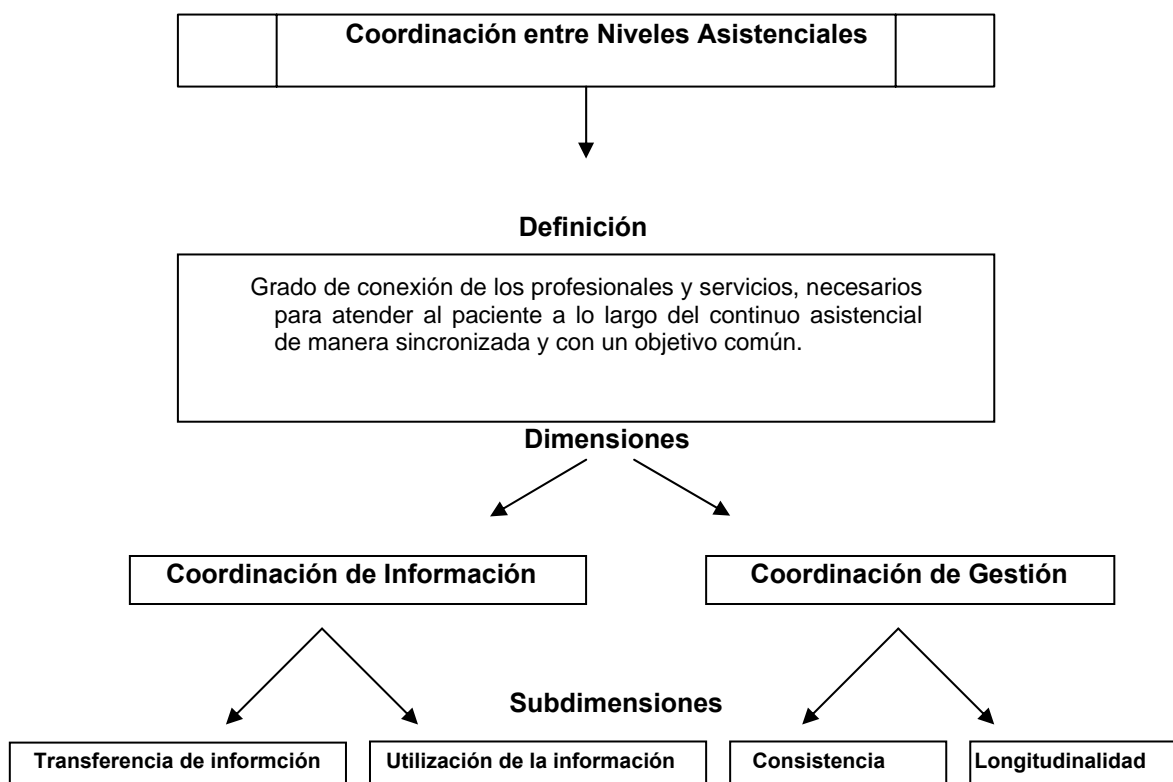 Coordinación entre Niveles Asistenciales
Definición
Grado de conexión de los profesionales y servicios, necesarios
para atender al paciente a lo largo del continuo asistencial
de manera sincronizada y con un objetivo común.
Dimensiones
Coordinación de Información
Coordinación de Gestión
Subdimensiones
Transferencia de informción
Utilización de la información
Consistencia
Longitudinalidad